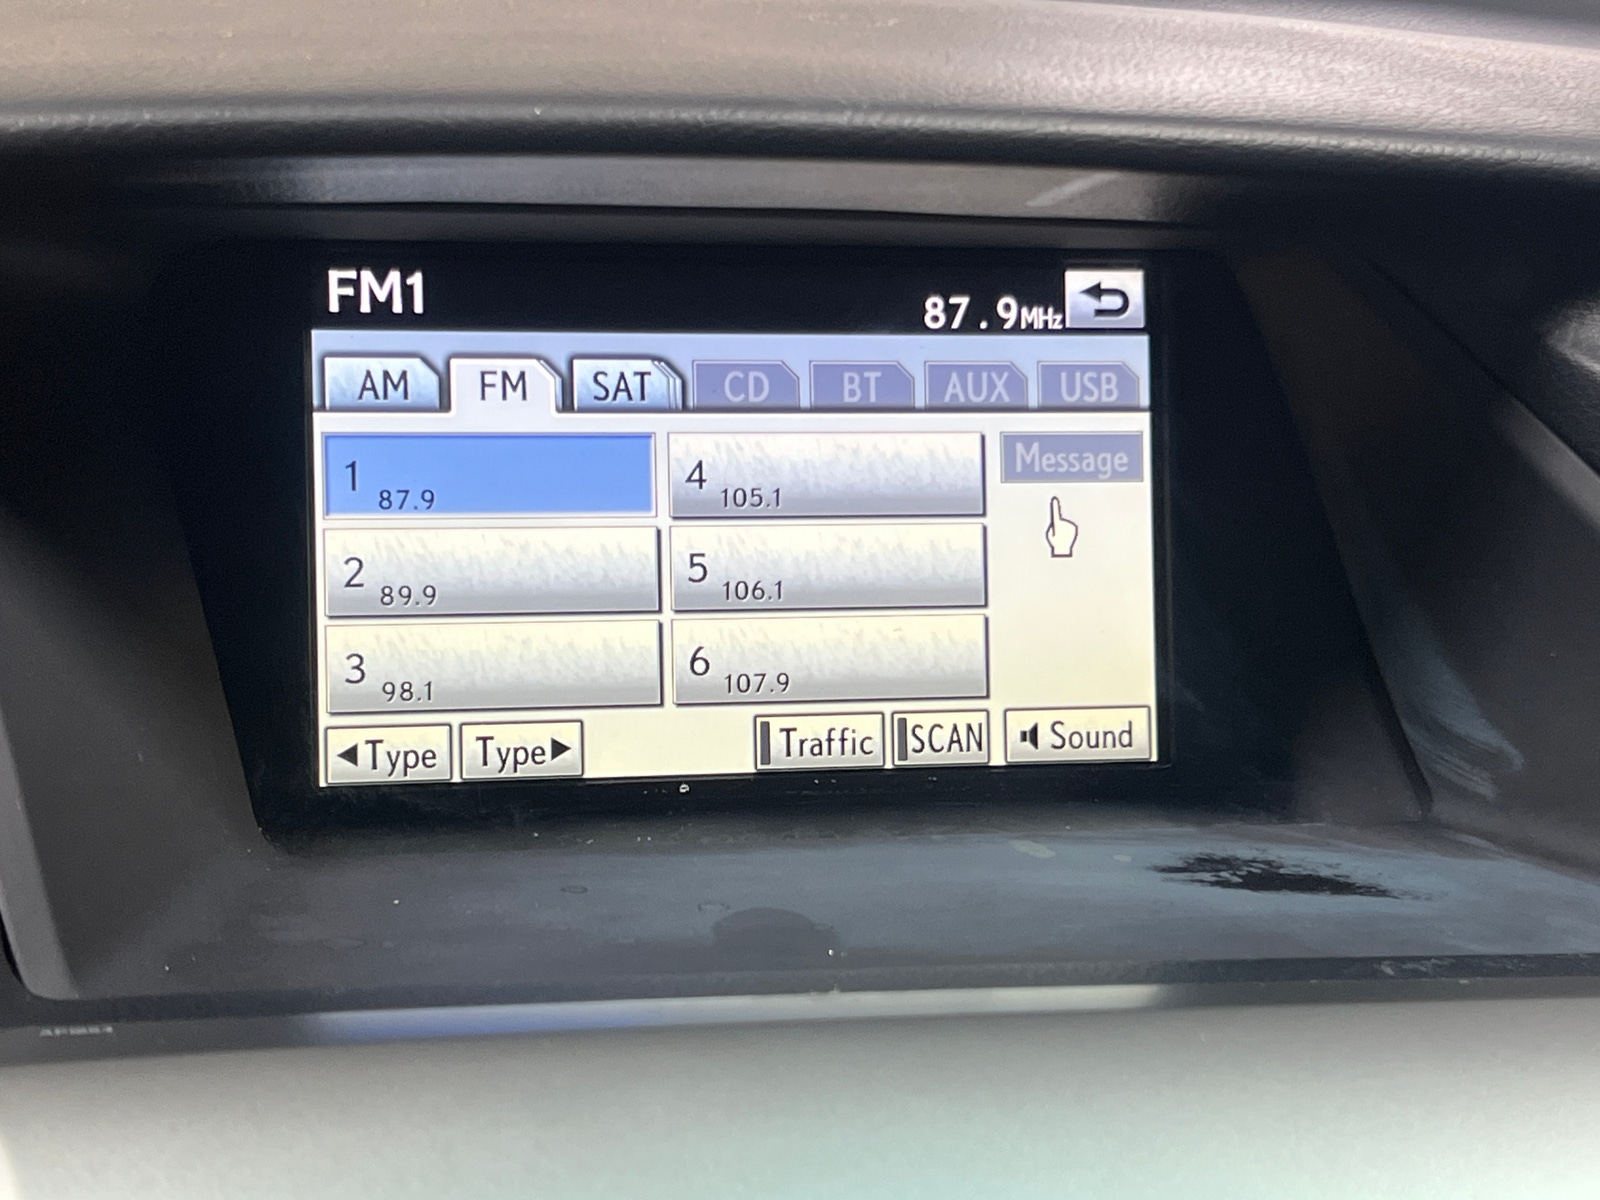 FM1
87.9MHz
AM FM SAT CD BT AUX USB
1 87.9
4 105.1
Message
2 89.9
5 106.1
3 98.1
6 107.9
◀Type Type▶ Traffic SCAN Sound